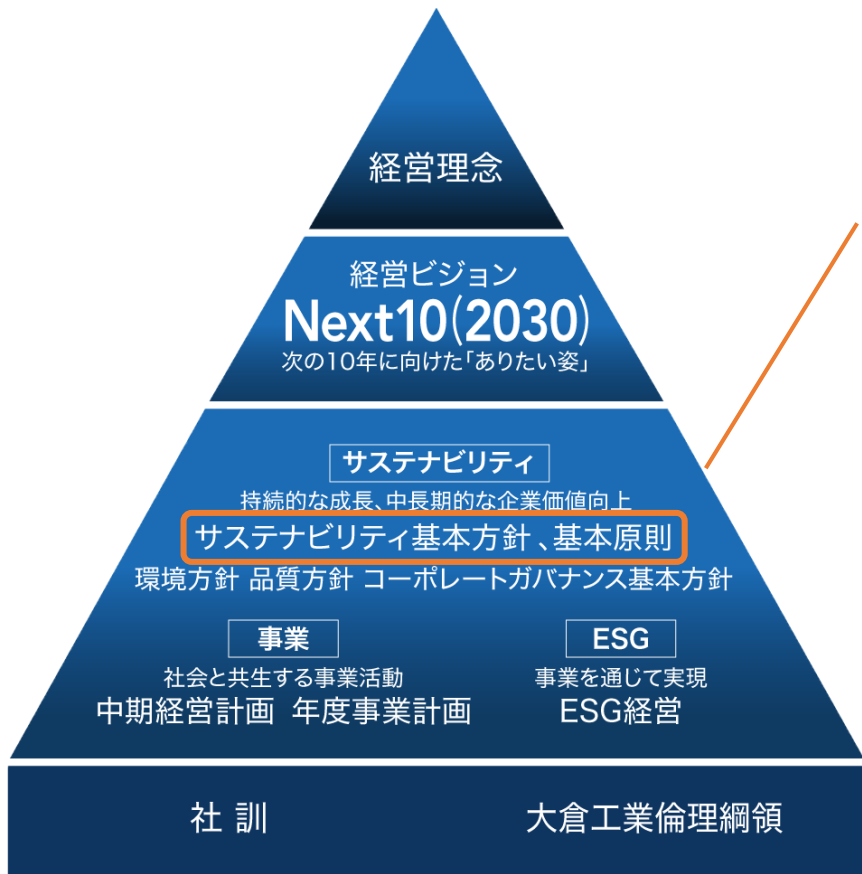 経営理念
経営ビジョン
Next10(2030)
次の10年に向けた「ありたい姿」
サステナビリティ
持続的な成長、中長期的な企業価値向上
サステナビリティ基本方針、基本原則
環境方針 品質方針 コーポレートガバナンス基本方針
事業
社会と共生する事業活動
中期経営計画 年度事業計画
ESG
事業を通じて実現
ESG経営
社訓
大倉工業倫理綱領